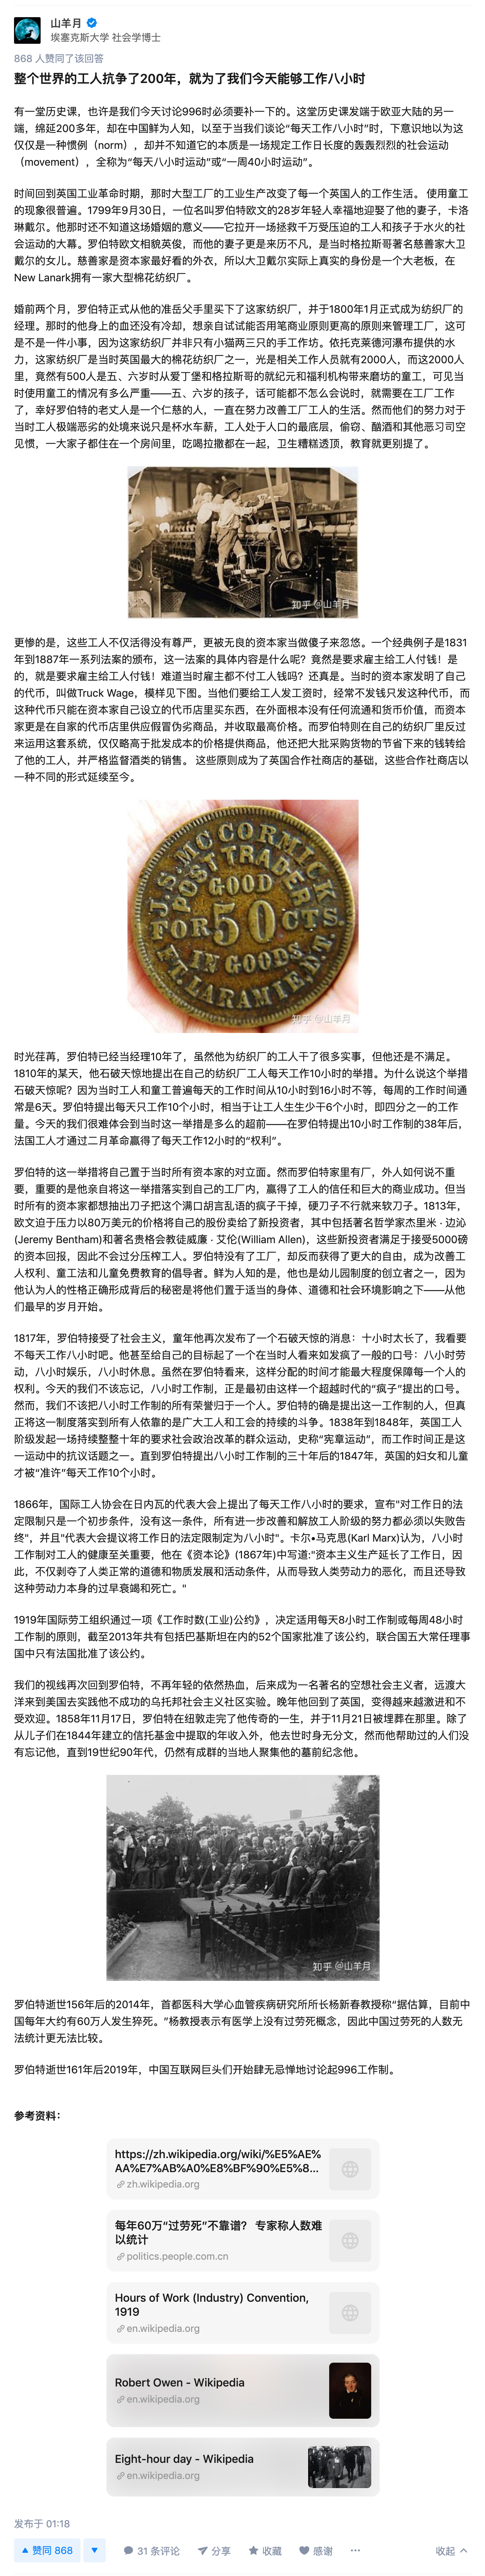 山羊月
埃塞克斯大学 社会学博士
868 人赞同了该回答
整个世界的工人抗争了200年，就为了我们今天能够工作八小时
有一堂历史课，也许是我们今天讨论996时必须要补一下的。这堂历史课发端于欧亚大陆的另一
端，绵延200多年，却在中国鲜为人知，以至于当我们谈论“每天工作八小时”时，下意识地以为这
仅仅是一种惯例（norm），却并不知道它的本质是一场规定工作日长度的轰轰烈烈的社会运动
（movement），全称为“每天八小时运动”或“一周40小时运动”。
时间回到英国工业革命时期，那时大型工厂的工业生产改变了每一个英国人的工作生活。 使用童工
的现象很普遍。1799年9月30日，一位名叫罗伯特欧文的28岁年轻人幸福地迎娶了他的妻子，卡洛
琳戴尔。他那时还不知道这场婚姻的意义——它拉开一场拯救千万受压迫的工人和孩子于水火的社
会运动的大幕。罗伯特欧文相貌英俊，而他的妻子更是来历不凡，是当时格拉斯哥著名慈善家大卫
戴尔的女儿。慈善家是资本家最好看的外衣，所以大卫戴尔实际上真实的身份是一个大老板，在
New Lanark拥有一家大型棉花纺织厂。
婚前两个月，罗伯特正式从他的准岳父手里买下了这家纺织厂，并于1800年1月正式成为纺织厂的
经理。那时的他身上的血还没有冷却，想亲自试试能否用笔商业原则更高的原则来管理工厂，这可
是不是一件小事，因为这家纺织厂并非只有小猫两三只的手工作坊。依托克莱德河瀑布提供的水
力，这家纺织厂是当时英国最大的棉花纺织厂之一，光是相关工作人员就有2000人，而这2000人
里，竟然有500人是五、六岁时从爱丁堡和格拉斯哥的就纪元和福利机构带来磨坊的童工，可见当
时使用童工的情况有多么严重——五、六岁的孩子，话可能都不怎么会说时，就需要在工厂工作
了，幸好罗伯特的老丈人是一个仁慈的人，一直在努力改善工厂工人的生活。然而他们的努力对于
当时工人极端恶劣的处境来说只是杯水车薪，工人处于人口的最底层，偷窃、酗酒和其他恶习司空
见惯，一大家子都住在一个房间里，吃喝拉撒都在一起，卫生糟糕透顶，教育就更别提了。
知乎 @山羊月
更惨的是，这些工人不仅活得没有尊严，更被无良的资本家当傻子来忽悠。一个经典例子是1831
年到1887年一系列法案的颁布，这一法案的具体内容是什么呢？竟然是要求雇主给工人付钱！是
的，就是要求雇主给工人付钱！难道当时雇主都不付工人钱吗？还真是。当时的资本家发明了自己
的代币，叫做Truck Wage，模样见下图。当他们要给工人发工资时，经常不发钱只发这种代币，而
这种代币只能在资本家自己设立的代币店里买东西，在外面根本没有任何流通和货币价值，而资本
家更是在自家的代币店里供应假冒伪劣商品，并收取最高价格。而罗伯特则在自己的纺织厂里反过
来运用这套系统，仅仅略高于批发成本的价格提供商品，他还把大批采购货物的节省下来的钱转给
了他的工人，并严格监督酒类的销售。 这些原则成为了英国合作社商店的基础，这些合作社商店以
一种不同的形式延续至今。
J.S. MC CORMICK
POST TRADER
GOOD
FOR 50 CTS.
IN GOODS
FT. LARAMIE, D.T.
知乎 @山羊月
时光荏苒，罗伯特已经当经理10年了，虽然他为纺织厂的工人干了很多实事，但他还是不满足。
1810年的某天，他石破天惊地提出在自己的纺织厂工人每天工作10小时的举措。为什么说这个举措
石破天惊呢？因为当时工人和童工普遍每天的工作时间从10小时到16小时不等，每周的工作时间通
常是6天。罗伯特提出每天只工作10个小时，相当于让工人生生少干6个小时，即四分之一的工作
量。今天的我们很难体会到当时这一举措是多么的超前——在罗伯特提出10小时工作制的38年后，
法国工人才通过二月革命赢得了每天工作12小时的“权利”。
罗伯特的这一举措将自己置于当时所有资本家的对立面。然而罗伯特家里有厂，外人如何说不重
要，重要的是他亲自将这一举措落实到自己的工厂内，赢得了工人的信任和巨大的商业成功。但当
时所有的资本家都想抽出刀子把这个满口胡言乱语的疯子干掉，硬刀子不行就来软刀子。1813年，
欧文迫于压力以80万美元的价格将自己的股份卖给了新投资者，其中包括著名哲学家杰里米 · 边沁
(Jeremy Bentham)和著名贵格会教徒威廉 · 艾伦(William Allen)，这些新投资者满足于接受5000磅
的资本回报，因此不会过分压榨工人。罗伯特没有了工厂，却反而获得了更大的自由，成为改善工
人权利、童工法和儿童免费教育的倡导者。鲜为人知的是，他也是幼儿园制度的创立者之一，因为
他认为人的性格正确形成背后的秘密是将他们置于适当的身体、道德和社会环境影响之下——从他
们最早的岁月开始。
1817年，罗伯特接受了社会主义，童年他再次发布了一个石破天惊的消息：十小时太长了，我看要
不每天工作八小时吧。他甚至给自己的目标起了一个在当时人看来如发疯了一般的口号：八小时劳
动，八小时娱乐，八小时休息。虽然在罗伯特看来，这样分配的时间才能最大程度保障每一个人的
权利。今天的我们不该忘记，八小时工作制，正是最初由这样一个超越时代的“疯子”提出的口号。
然而，我们不该把八小时工作制的所有荣誉归于一个人。罗伯特的确是提出这一工作制的人，但真
正将这一制度落实到所有人依靠的是广大工人和工会的持续的斗争。1838年到1848年，英国工人
阶级发起一场持续整整十年的要求社会政治改革的群众运动，史称“宪章运动”，而工作时间正是这
一运动中的抗议话题之一。直到罗伯特提出八小时工作制的三十年后的1847年，英国的妇女和儿童
才被“准许”每天工作10个小时。
1866年，国际工人协会在日内瓦的代表大会上提出了每天工作八小时的要求，宣布"对工作日的法
定限制只是一个初步条件，没有这一条件，所有进一步改善和解放工人阶级的努力都必须以失败告
终"，并且"代表大会提议将工作日的法定限制定为八小时"。卡尔•马克思(Karl Marx)认为，八小时
工作制对工人的健康至关重要，他在《资本论》(1867年)中写道:"资本主义生产延长了工作日，因
此，不仅剥夺了人类正常的道德和物质发展和活动条件，从而导致人类劳动力的恶化，而且还导致
这种劳动力本身的过早衰竭和死亡。"
1919年国际劳工组织通过一项《工作时数(工业)公约》，决定适用每天8小时工作制或每周48小时
工作制的原则，截至2013年共有包括巴基斯坦在内的52个国家批准了该公约，联合国五大常任理事
国中只有法国批准了该公约。
我们的视线再次回到罗伯特，不再年轻的依然热血，后来成为一名著名的空想社会主义者，远渡大
洋来到美国去实践他不成功的乌托邦社会主义社区实验。晚年他回到了英国，变得越来越激进和不
受欢迎。1858年11月17日，罗伯特在纽敦走完了他传奇的一生，并于11月21日被埋葬在那里。除了
从儿子们在1844年建立的信托基金中提取的年收入外，他去世时身无分文，然而他帮助过的人们没
有忘记他，直到19世纪90年代，仍然有成群的当地人聚集他的墓前纪念他。
知乎 @山羊月
罗伯特逝世156年后的2014年，首都医科大学心血管疾病研究所所长杨新春教授称“据估算，目前中
国每年大约有60万人发生猝死。”杨教授表示有医学上没有过劳死概念，因此中国过劳死的人数无
法统计更无法比较。
罗伯特逝世161年后2019年，中国互联网巨头们开始肆无忌惮地讨论起996工作制。
参考资料：
https://zh.wikipedia.org/wiki/%E5%AE%
AA%E7%AB%A0%E8%BF%90%E5%8...
zh.wikipedia.org
每年60万“过劳死”不靠谱？ 专家称人数难
以统计
politics.people.com.cn
Hours of Work (Industry) Convention,
1919
en.wikipedia.org
Robert Owen - Wikipedia
en.wikipedia.org
Eight-hour day - Wikipedia
en.wikipedia.org
发布于 01:18
赞同 868
31 条评论
分享
收藏
感谢
收起